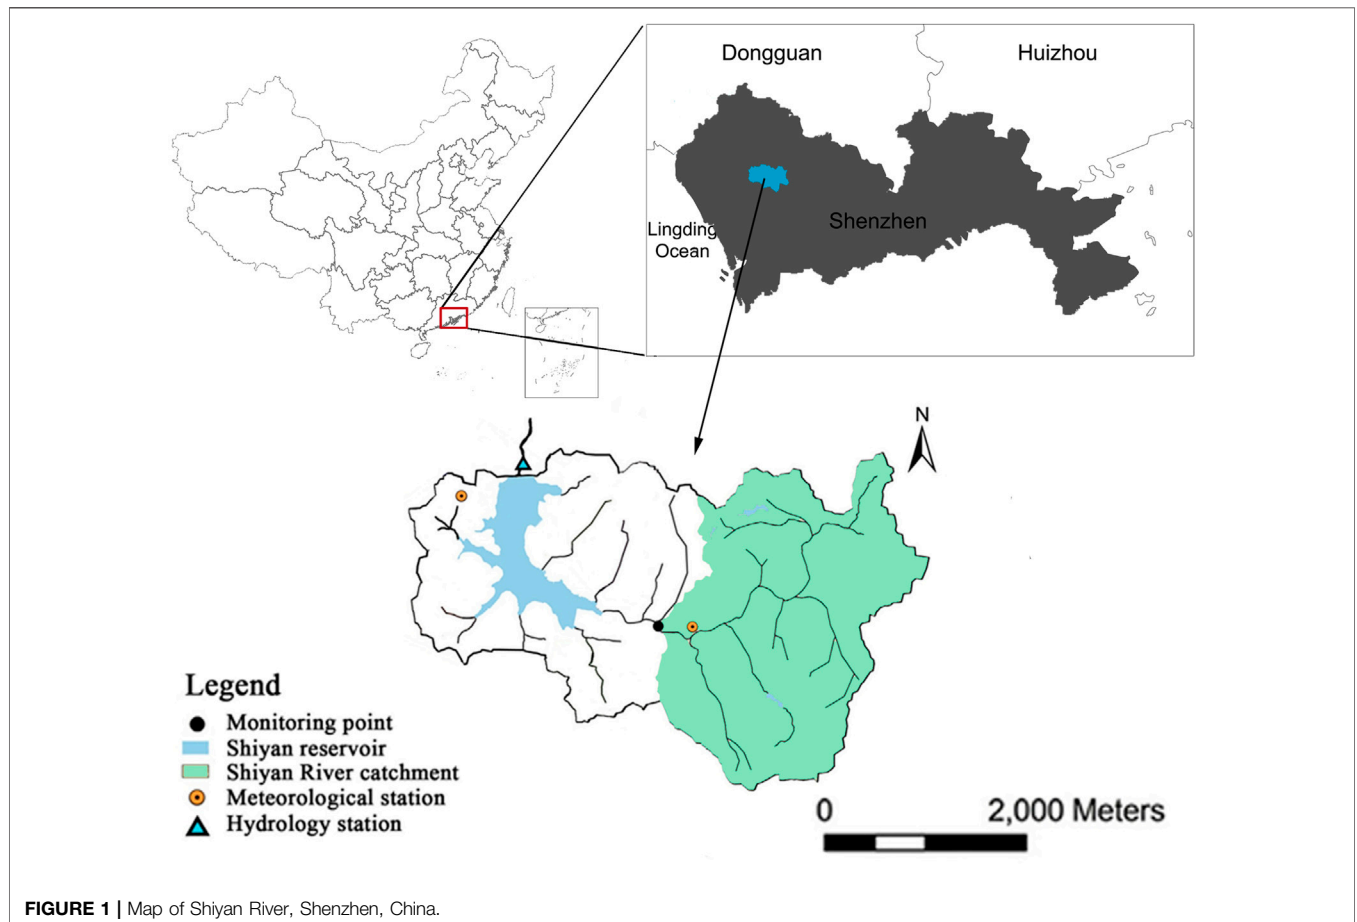 Dongguan
Huizhou
Shenzhen
Lingding
Ocean
N
Legend
Monitoring point
Shiyan reservoir
Shiyan River catchment
Meteorological station
Hydrology station
0
2,000 Meters
FIGURE 1 | Map of Shiyan River, Shenzhen, China.